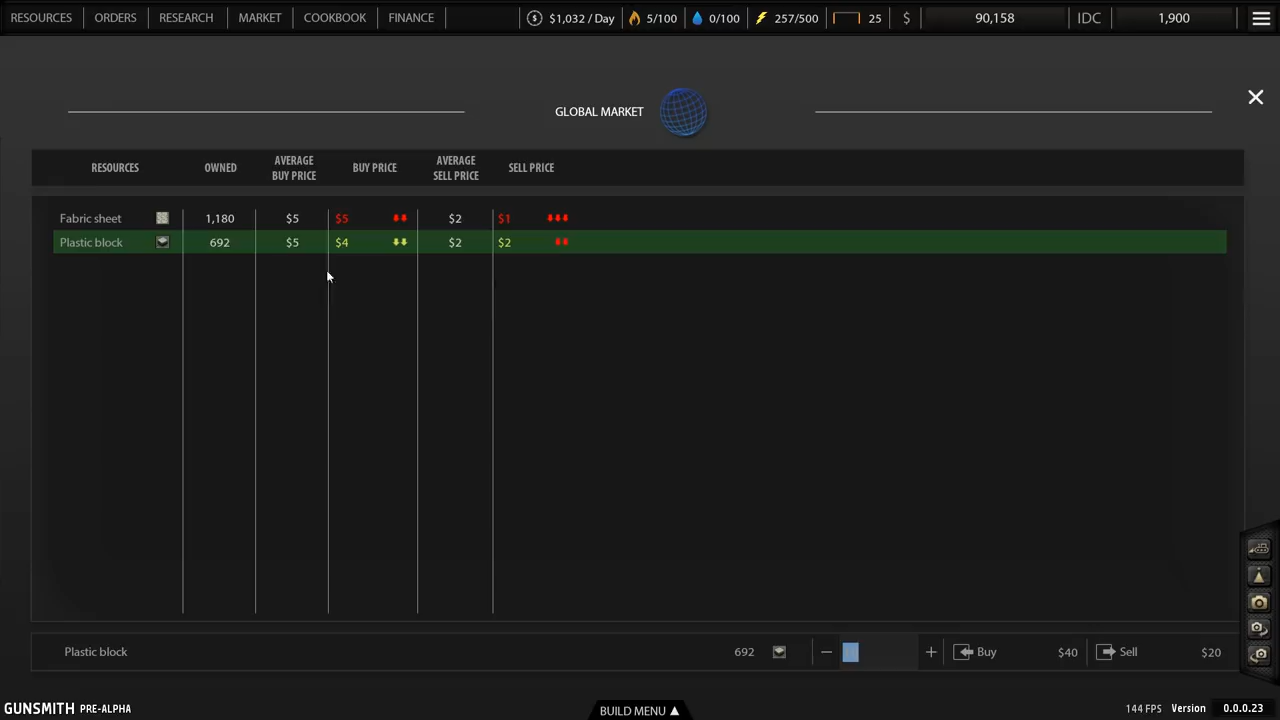 RESOURCES ORDERS RESEARCH MARKET COOKBOOK FINANCE $ $1,032 / Day 5/100 0/100 257/500 25 $ 90,158 IDC 1,900
GLOBAL MARKET
RESOURCES OWNED AVERAGE BUY PRICE BUY PRICE AVERAGE SELL PRICE SELL PRICE
Fabric sheet 1,180 $5 $5 $2 $1
Plastic block 692 $5 $4 $2 $2
Plastic block 692 Buy $40 Sell $20
GUNSMITH PRE-ALPHA BUILD MENU 144 FPS Version 0.0.0.23